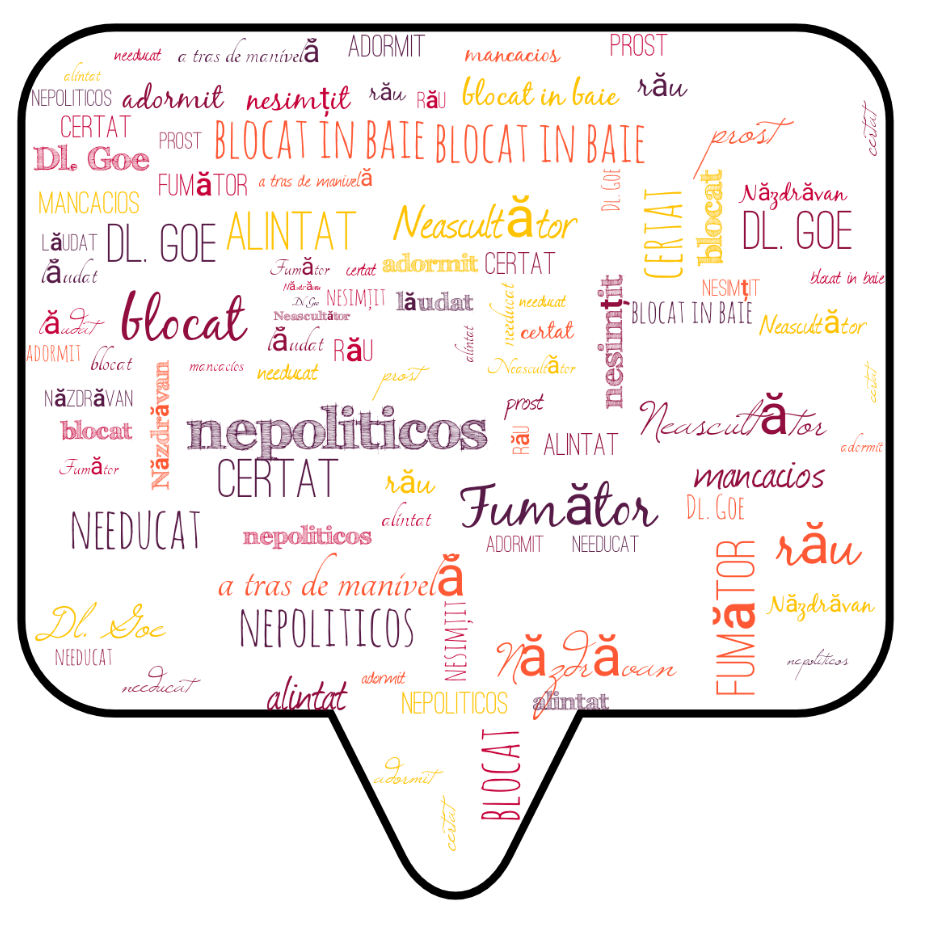 needucat a tras de manivelă ADORMIT mancacios PROST
alintat
NEPOLITICOS adormit nesimțit rău RĂU blocat in baie rău
CERTAT PROST BLOCAT IN BAIE BLOCAT IN BAIE prost certat
Dl. Goe
FUMĂTOR a tras de manivelă DL. GOE CERTAT blocat Năzdrăvan
MANCACIOS
LĂUDAT DL. GOE ALINTAT Neascultător DL. GOE
lăudat Fumător certat adormit CERTAT blocat in baie
Năzdrăvan
Dl. Goe NESIMȚIT lăudat needucat needucat nesimțit NESIMȚIT
Neascultător
lăudat blocat BLOCAT IN BAIE Neascultător
lăudat RĂU alintat certat
ADORMIT blocat mancacios needucat prost Neascultător certat
NĂZDRĂVAN Năzdrăvan prost
blocat nepoliticos RĂU ALINTAT Neascultător adormit
Fumător CERTAT rău mancacios
alintat Fumător DL. GOE
NEEDUCAT nepoliticos ADORMIT NEEDUCAT rău
a tras de manivelă FUMĂTOR
Dl. Goe NEPOLITICOS NESIMȚIT Năzdrăvan
NEEDUCAT Năzdrăvan nepoliticos
needucat adormit
alintat NEPOLITICOS alintat
adormit BLOCAT
certat